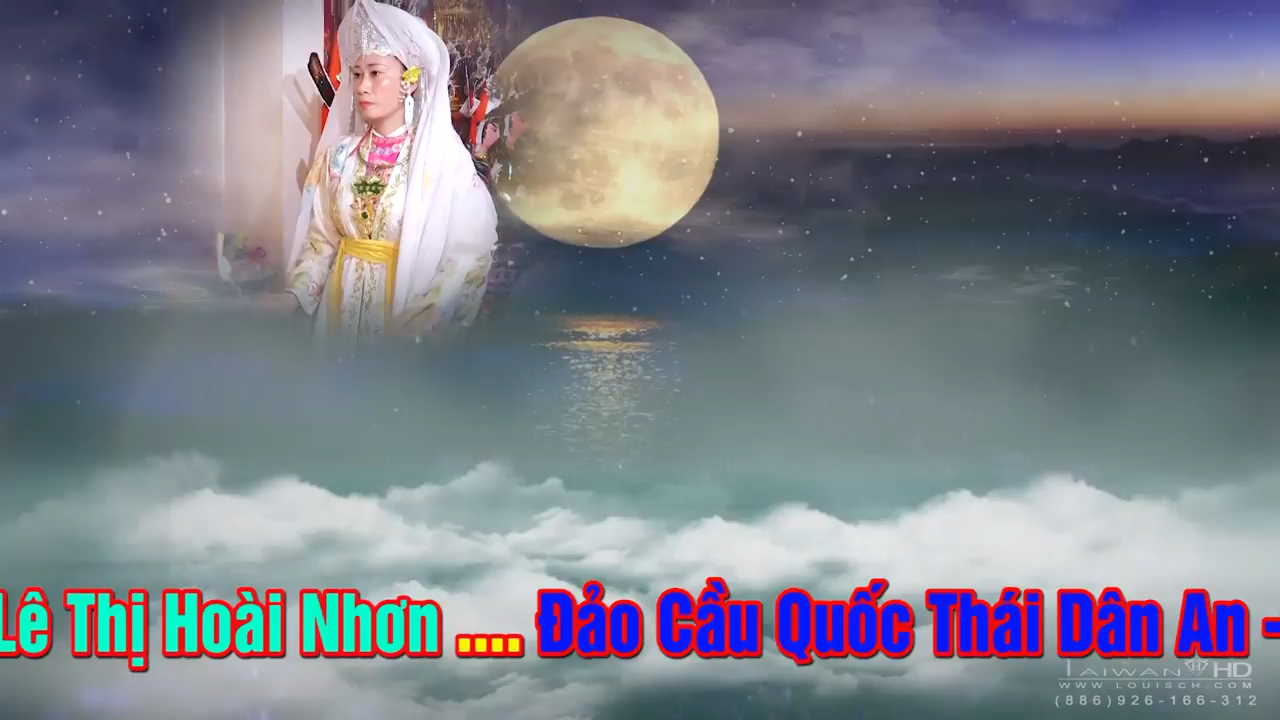 Lê Thị Hoài Nhơn .... Đảo Cầu Quốc Thái Dân An -
TAIWAN HD
WWW.LOUISCH.COM
(886)926-166-312